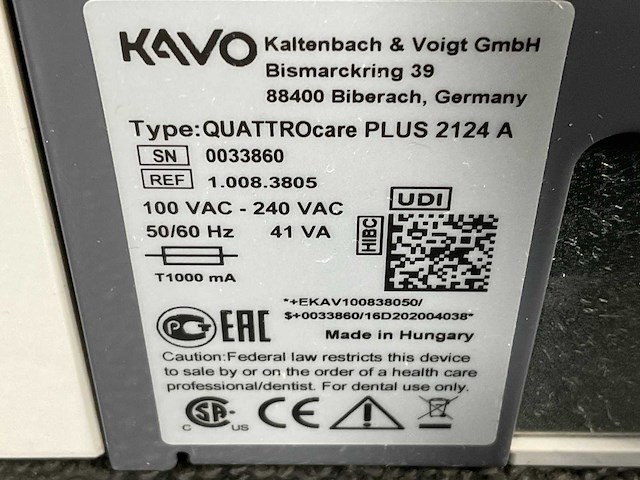 KAVO
Kaltenbach & Voigt GmbH
Bismarckring 39
88400 Biberach, Germany
Type:QUATTROcare PLUS 2124 A
SN 0033860
REF 1.008.3805
100 VAC - 240 VAC
50/60 Hz 41 VA
T1000 mA
UDI
HIBC
*+EKAV100838050/
$+0033860/16D202004038*
PG EAC
Made in Hungary
Caution:Federal law restricts this device
to sale by or on the order of a health care
professional/dentist. For dental use only.
C SA US CE